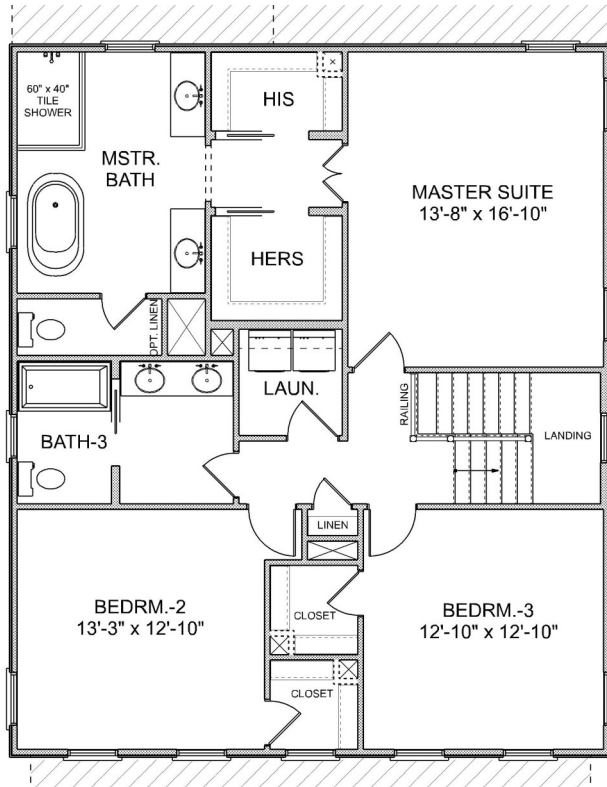 60" x 40"
TILE
SHOWER
MSTR.
BATH
HIS
HERS
MASTER SUITE
13'-8" x 16'-10"
OPT. LINEN
LAUN.
RAILING
LANDING
BATH-3
LINEN
BEDRM.-2
13'-3" x 12'-10"
CLOSET
BEDRM.-3
12'-10" x 12'-10"
CLOSET